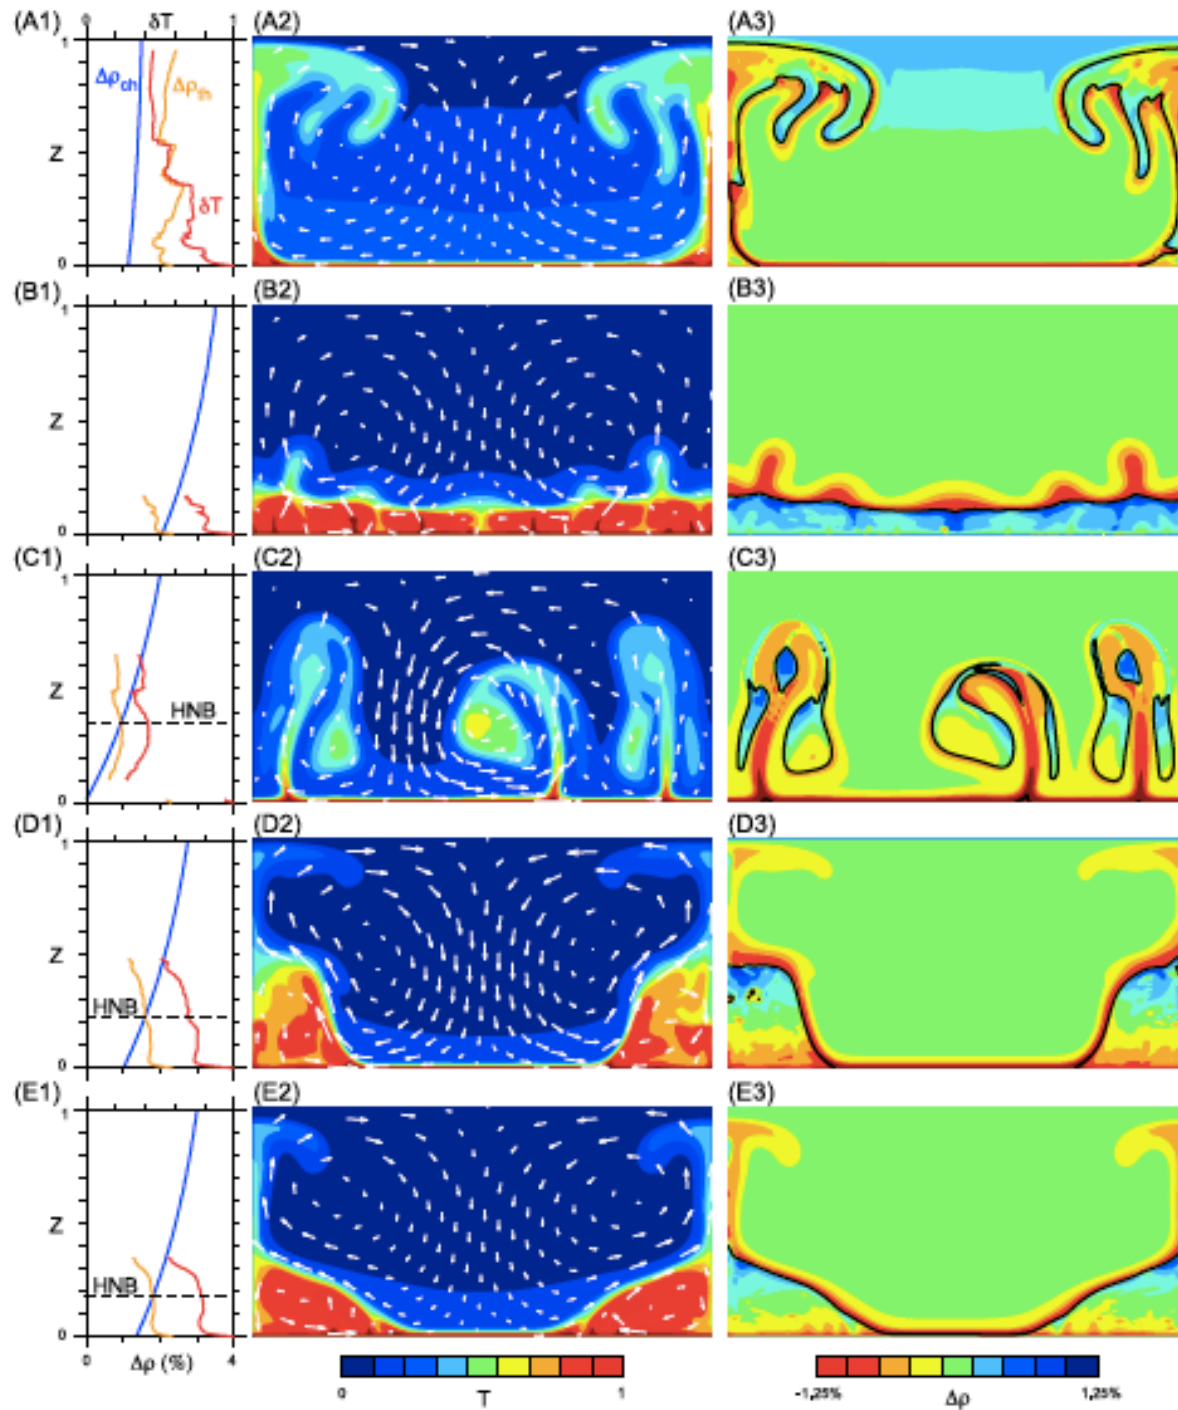 (A1) 0 δT 1 (A2) (A3)
1
Δρch Δρth
Z
δT
0
(B1) (B2) (B3)
1
Z
0
(C1) (C2) (C3)
1
Z HNB
0
(D1) (D2) (D3)
1
Z
HNB
0
(E1) (E2) (E3)
1
Z
HNB
0
0 Δρ (%) 4
0 T 1
-1,25% Δρ 1,25%